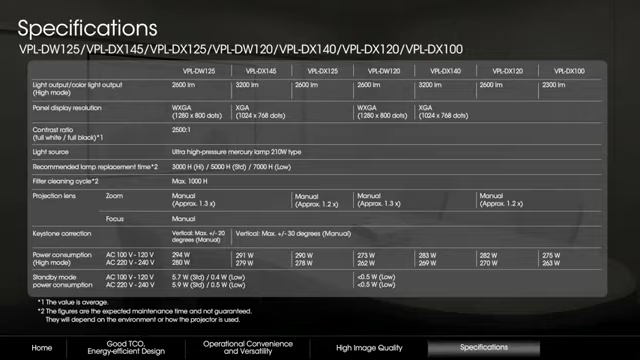 Specifications
VPL-DW125/VPL-DX145/VPL-DX125/VPL-DW120/VPL-DX140/VPL-DX120/VPL-DX100
VPL-DW125 VPL-DX145 VPL-DX125 VPL-DW120 VPL-DX140 VPL-DX120 VPL-DX100
Light output/color light output 2600 lm 3200 lm 2600 lm 2600 lm 3200 lm 2600 lm 2300 lm
(High mode)
Panel display resolution WXGA XGA WXGA XGA
(1280 x 800 dots) (1024 x 768 dots) (1280 x 800 dots) (1024 x 768 dots)
Contrast ratio 2500:1
(full white / full black)*1
Light source Ultra high-pressure mercury lamp 210W type
Recommended lamp replacement time*2 3000 H (Hi) / 5000 H (Std) / 7000 H (Low)
Filter cleaning cycle*2 Max. 1000 H
Projection lens Zoom Manual Manual Manual Manual
(Approx. 1.3 x) (Approx. 1.2 x) (Approx. 1.3 x) (Approx. 1.2 x)
Focus Manual
Keystone correction Vertical: Max. +/- 20 Vertical: Max. +/- 30 degrees (Manual)
degrees (Manual)
Power consumption AC 100 V - 120 V 294 W 291 W 290 W 273 W 283 W 282 W 275 W
(High mode) AC 220 V - 240 V 280 W 279 W 278 W 262 W 269 W 270 W 263 W
Standby mode AC 100 V - 120 V 5.7 W (Std) / 0.4 W (Low) <0.5 W (Low)
power consumption AC 220 V - 240 V 5.9 W (Std) / 0.5 W (Low) <0.5 W (Low)
*1 The value is average.
*2 The figures are the expected maintenance time and not guaranteed.
They will depend on the environment or how the projector is used.
Home Good TCO, Operational Convenience High Image Quality Specifications
Energy-efficient Design and Versatility